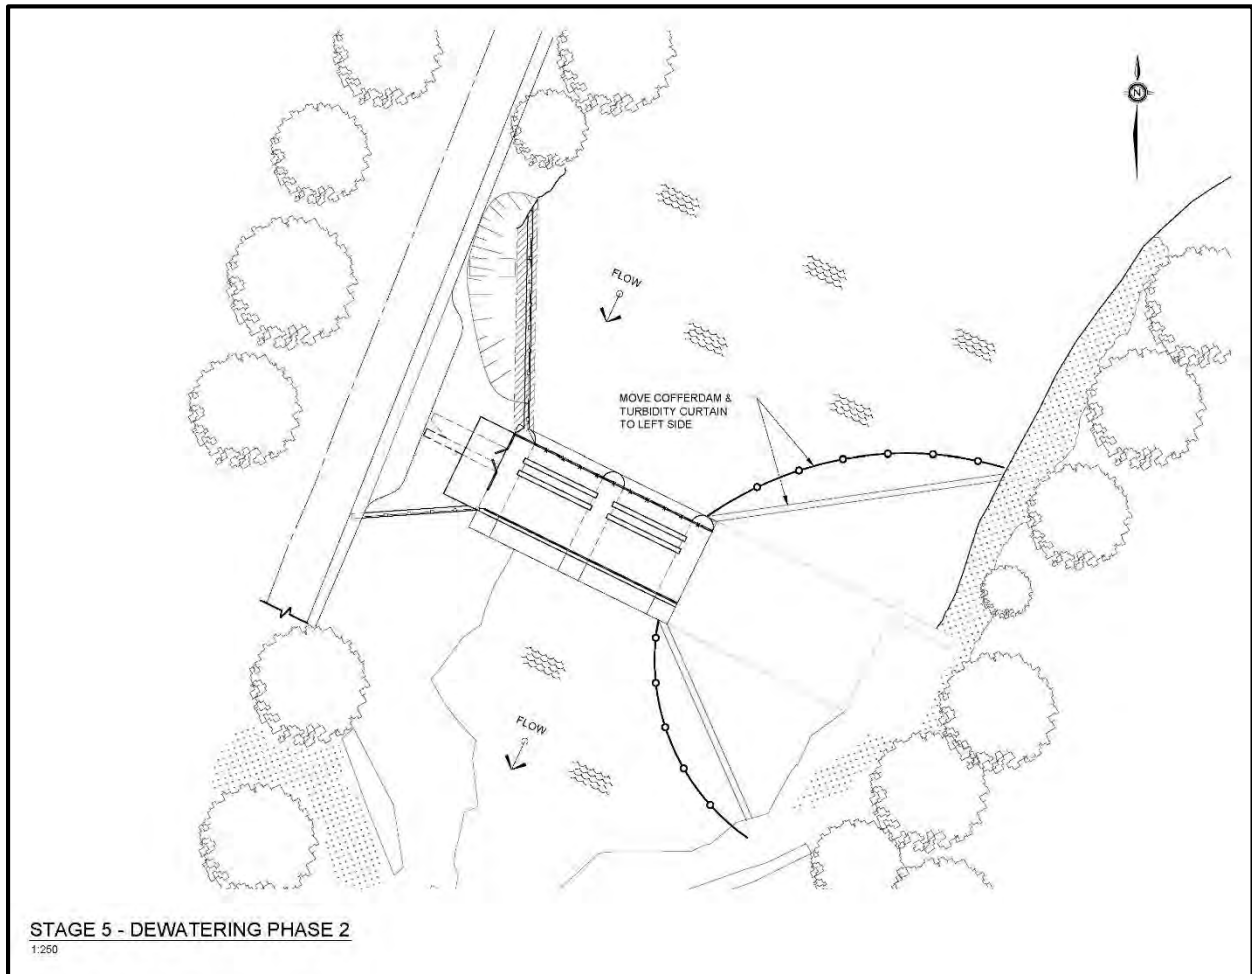 N
FLOW
MOVE COFFERDAM &
TURBIDITY CURTAIN
TO LEFT SIDE
FLOW
STAGE 5 - DEWATERING PHASE 2
1:250